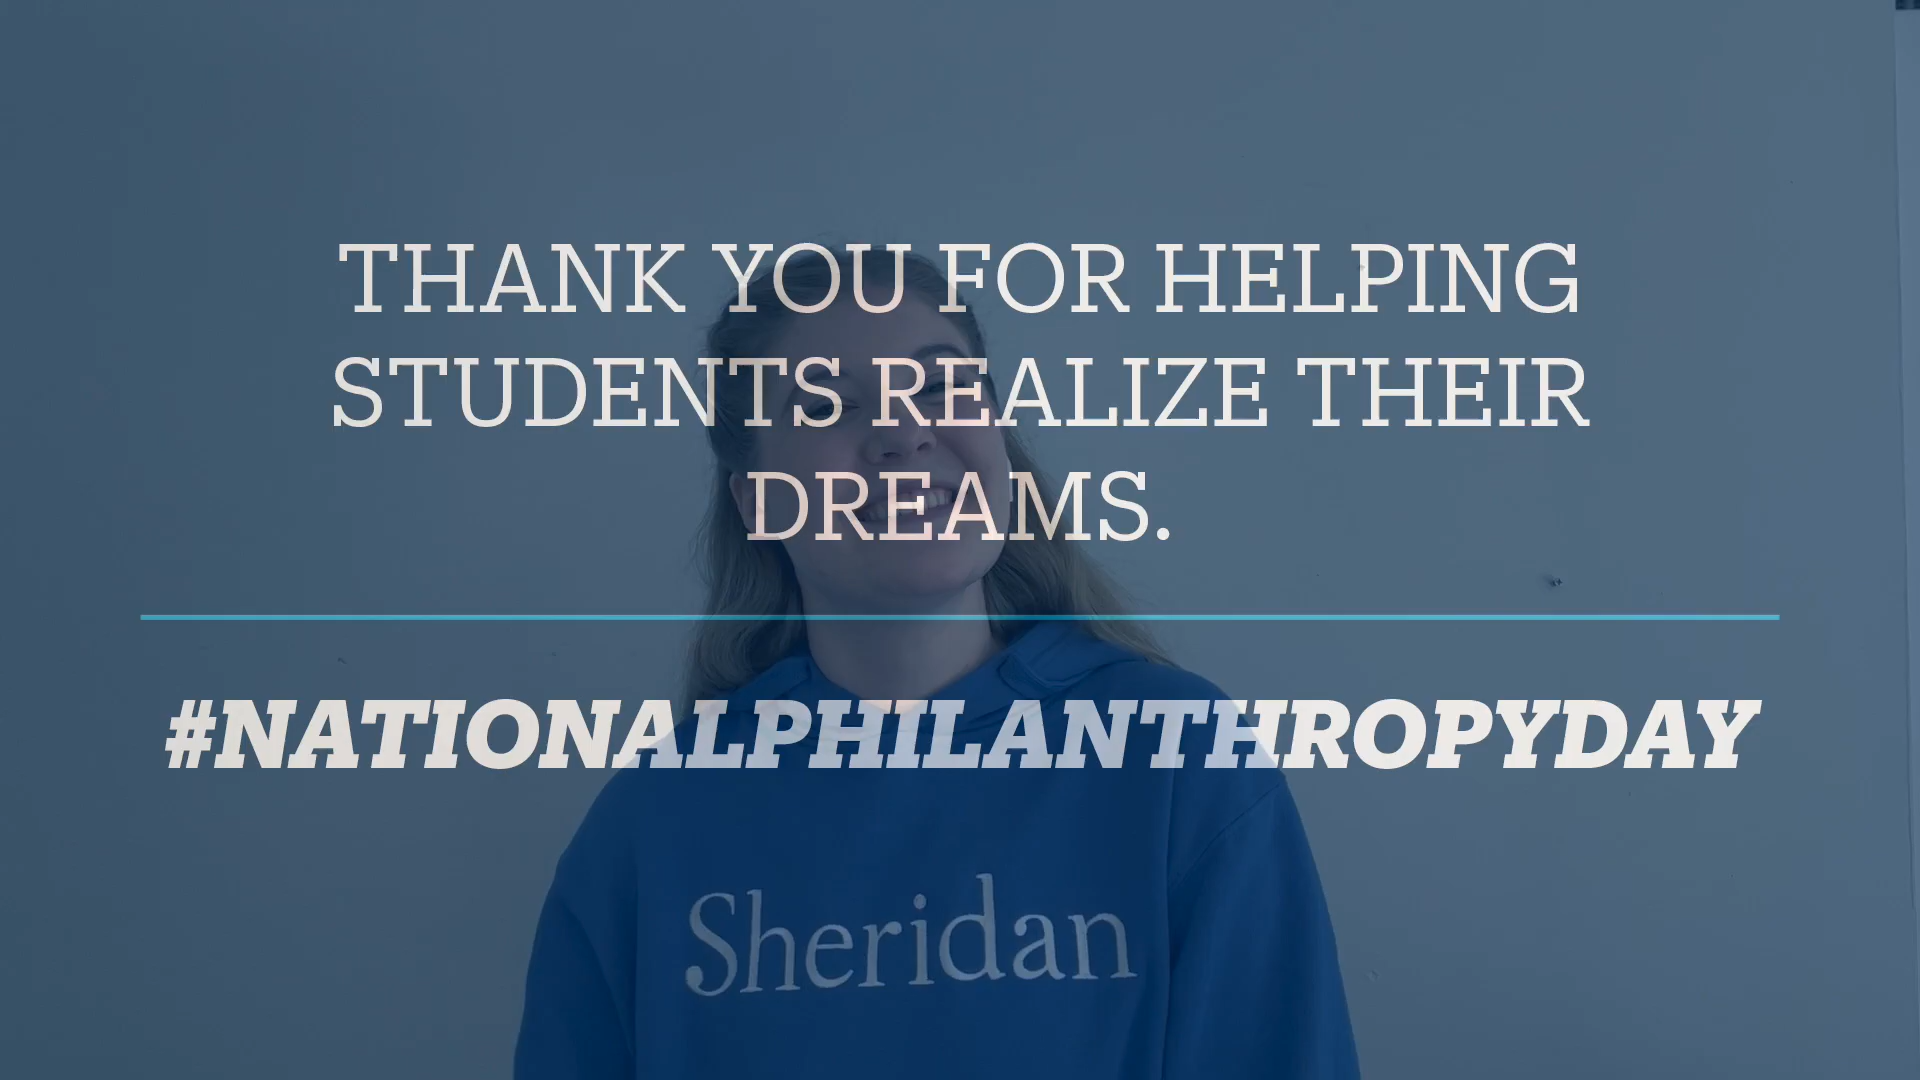 THANK YOU FOR HELPING
STUDENTS REALIZE THEIR
DREAMS.
#NATIONALPHILANTHROPYDAY
Sheridan